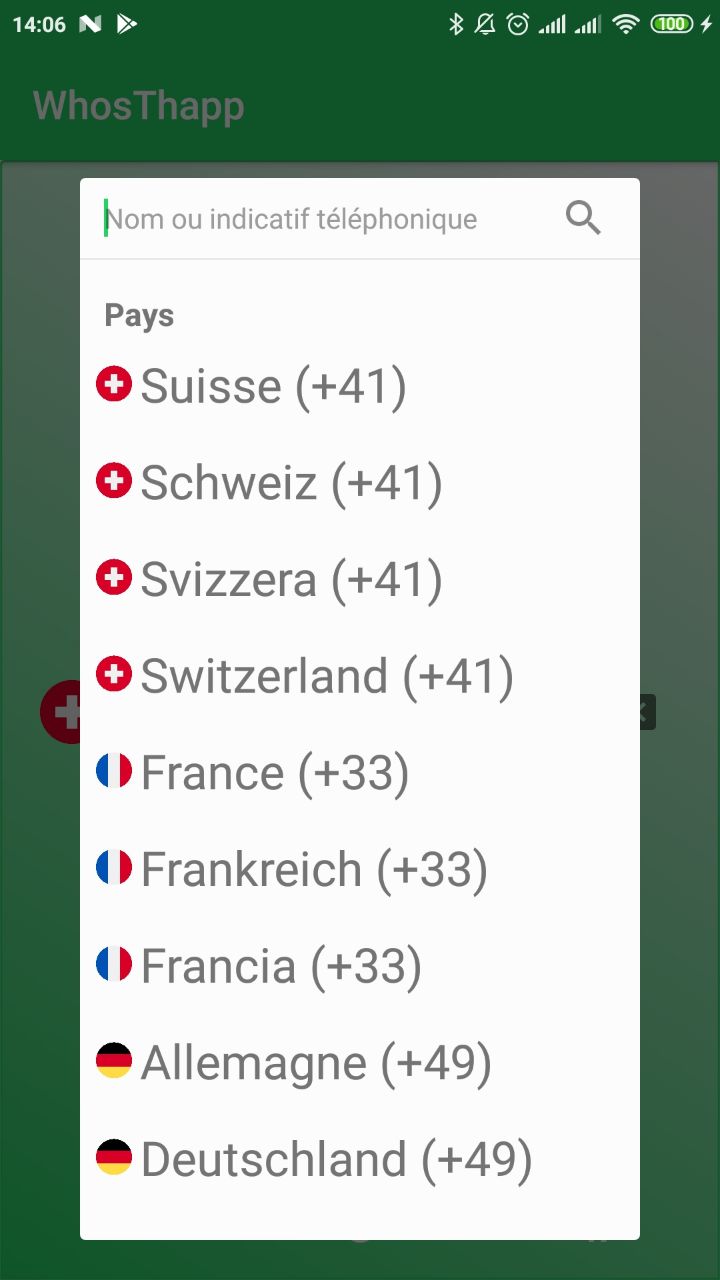 14:06
100
WhosThapp
Nom ou indicatif téléphonique
Pays
Suisse (+41)
Schweiz (+41)
Svizzera (+41)
Switzerland (+41)
France (+33)
Frankreich (+33)
Francia (+33)
Allemagne (+49)
Deutschland (+49)